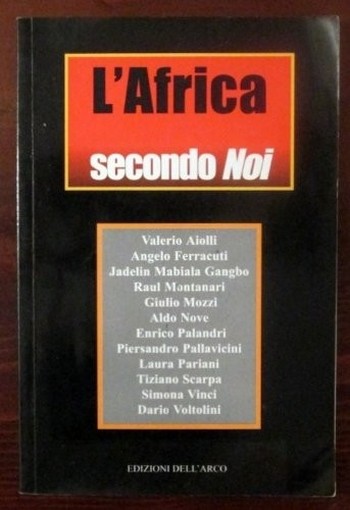 L'Africa
secondo Noi
Valerio Aiolli
Angelo Ferracuti
Jadelin Mabiala Gangbo
Raul Montanari
Giulio Mozzi
Aldo Nove
Enrico Palandri
Piersandro Pallavicini
Laura Pariani
Tiziano Scarpa
Simona Vinci
Dario Voltolini
EDIZIONI DELL'ARCO